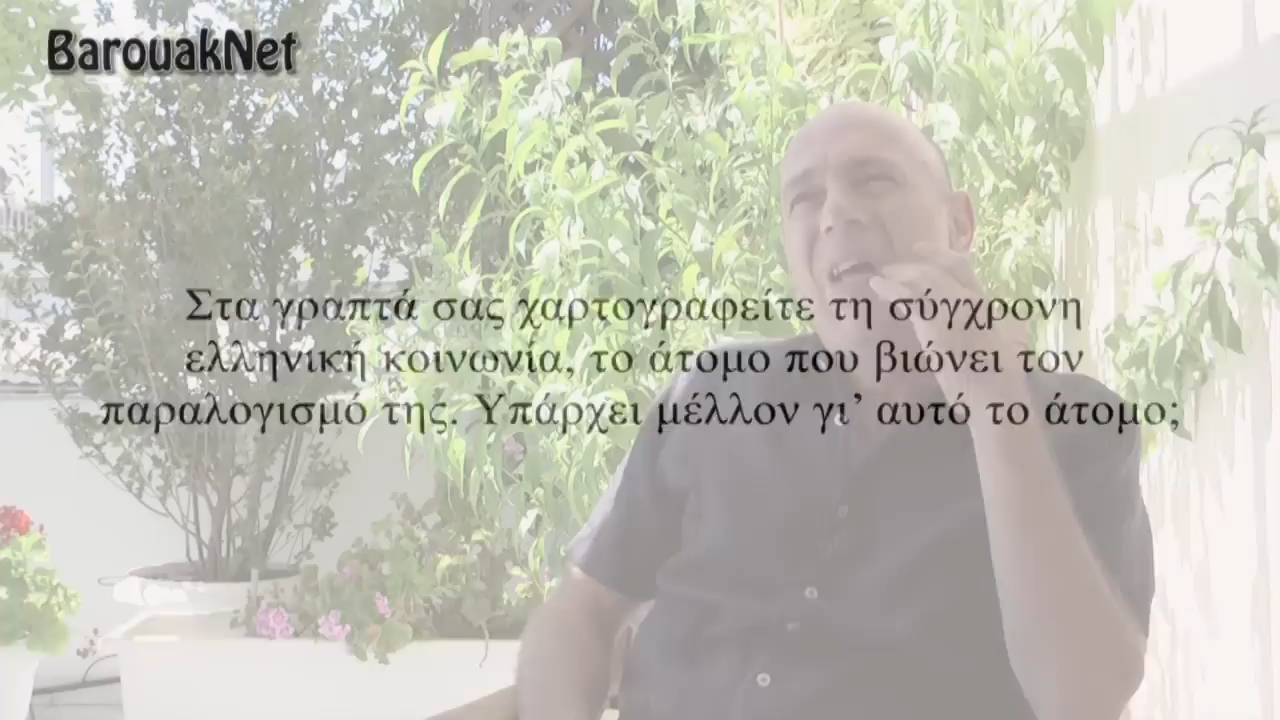 BarouakNet
Στα γραπτά σας χαρτογραφείτε τη σύγχρονη
ελληνική κοινωνία, το άτομο που βιώνει τον
παραλογισμό της. Υπάρχει μέλλον γι’ αυτό το άτομο;